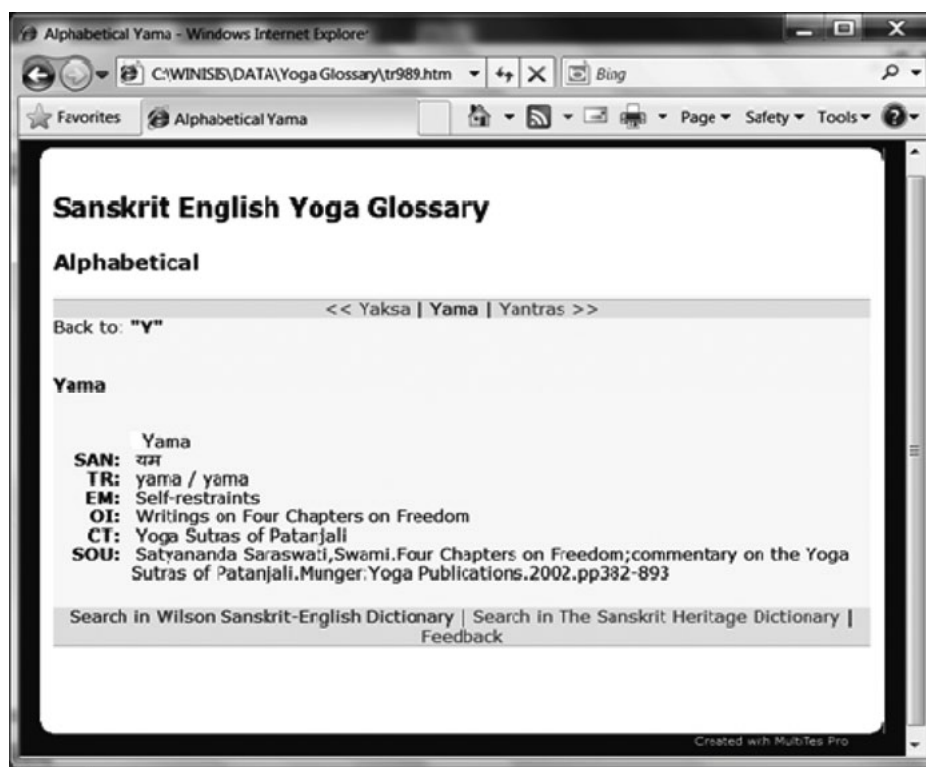 Alphabetical Yama - Windows Internet Explorer
C:\WINISIS\DATA\Yoga Glossary\tr989.htm Bing
Favorites Alphabetical Yama Page Safety Tools
Sanskrit English Yoga Glossary
Alphabetical
<< Yaksa | Yama | Yantras >>
Back to: "Y"
Yama
Yama
SAN: यम
TR: yama / yama
EM: Self-restraints
OI: Writings on Four Chapters on Freedom
CT: Yoga Sutras of Patanjali
SOU: Satyananda Saraswati,Swami.Four Chapters on Freedom;commentary on the Yoga
Sutras of Patanjali.Munger:Yoga Publications.2002.pp382-893
Search in Wilson Sanskrit-English Dictionary | Search in The Sanskrit Heritage Dictionary |
Feedback
Created with MultiTes Pro